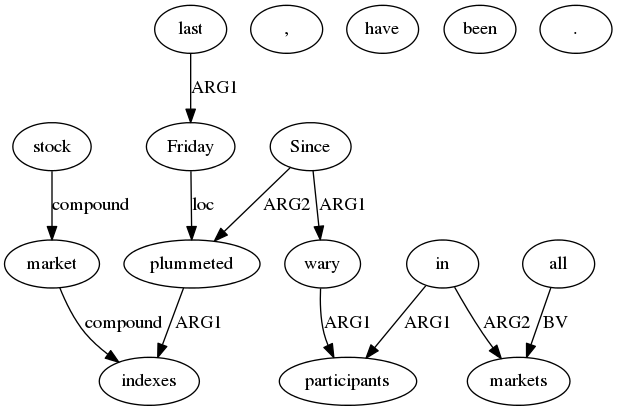 last , have been .
ARG1
stock Friday Since
compound loc ARG2 ARG1
market plummeted wary in all
compound ARG1 ARG1 ARG1 ARG2 BV
indexes participants markets